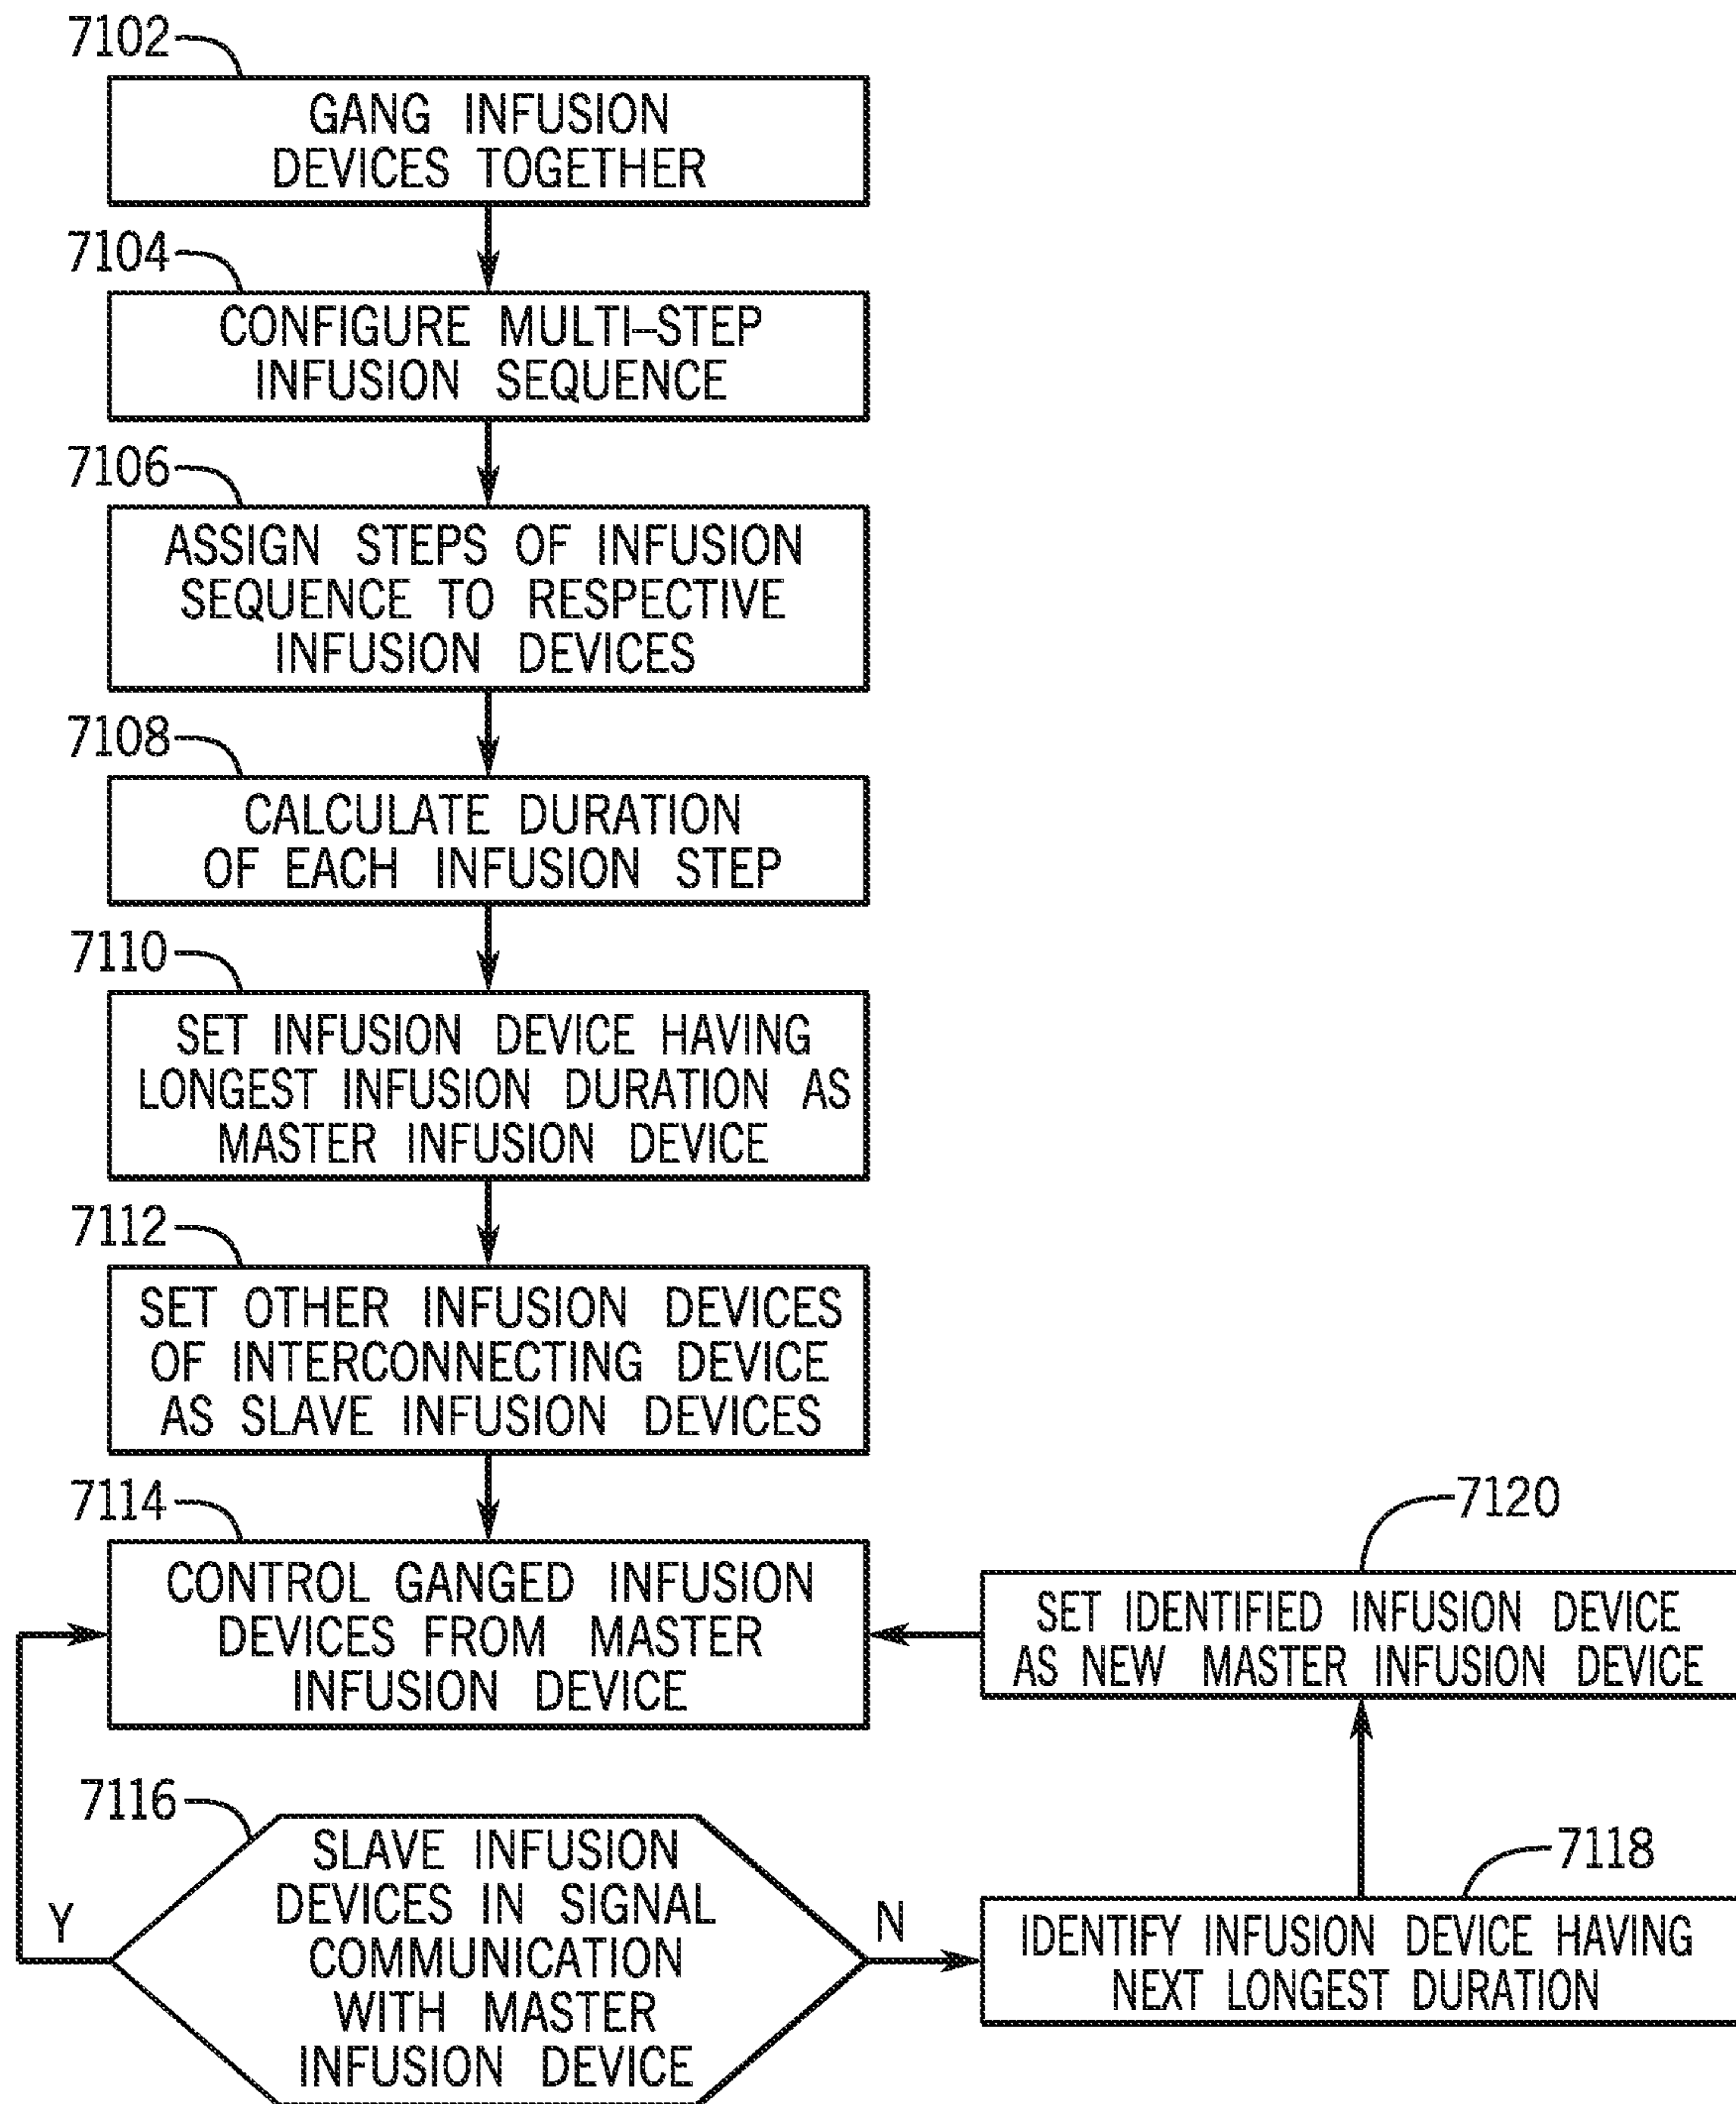 7102
GANG INFUSION
DEVICES TOGETHER
7104
CONFIGURE MULTI–STEP
INFUSION SEQUENCE
7106
ASSIGN STEPS OF INFUSION
SEQUENCE TO RESPECTIVE
INFUSION DEVICES
7108
CALCULATE DURATION
OF EACH INFUSION STEP
7110
SET INFUSION DEVICE HAVING
LONGEST INFUSION DURATION AS
MASTER INFUSION DEVICE
7112
SET OTHER INFUSION DEVICES
OF INTERCONNECTING DEVICE
AS SLAVE INFUSION DEVICES
7114
CONTROL GANGED INFUSION
DEVICES FROM MASTER
INFUSION DEVICE
7120
SET IDENTIFIED INFUSION DEVICE
AS NEW MASTER INFUSION DEVICE
7116
SLAVE INFUSION
DEVICES IN SIGNAL
COMMUNICATION
WITH MASTER
INFUSION DEVICE
Y
N
7118
IDENTIFY INFUSION DEVICE HAVING
NEXT LONGEST DURATION